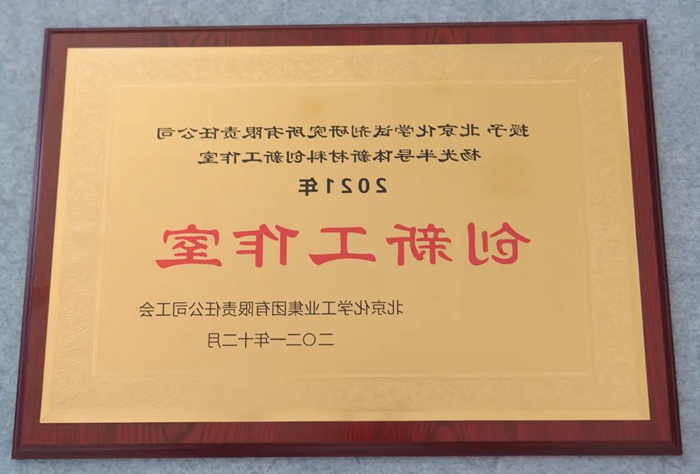 授予 北京化学试剂研究所有限责任公司
杨光半导体新材料创新工作室
2021年
创新工作室
北京化学工业集团有限责任公司工会
二〇二一年十二月